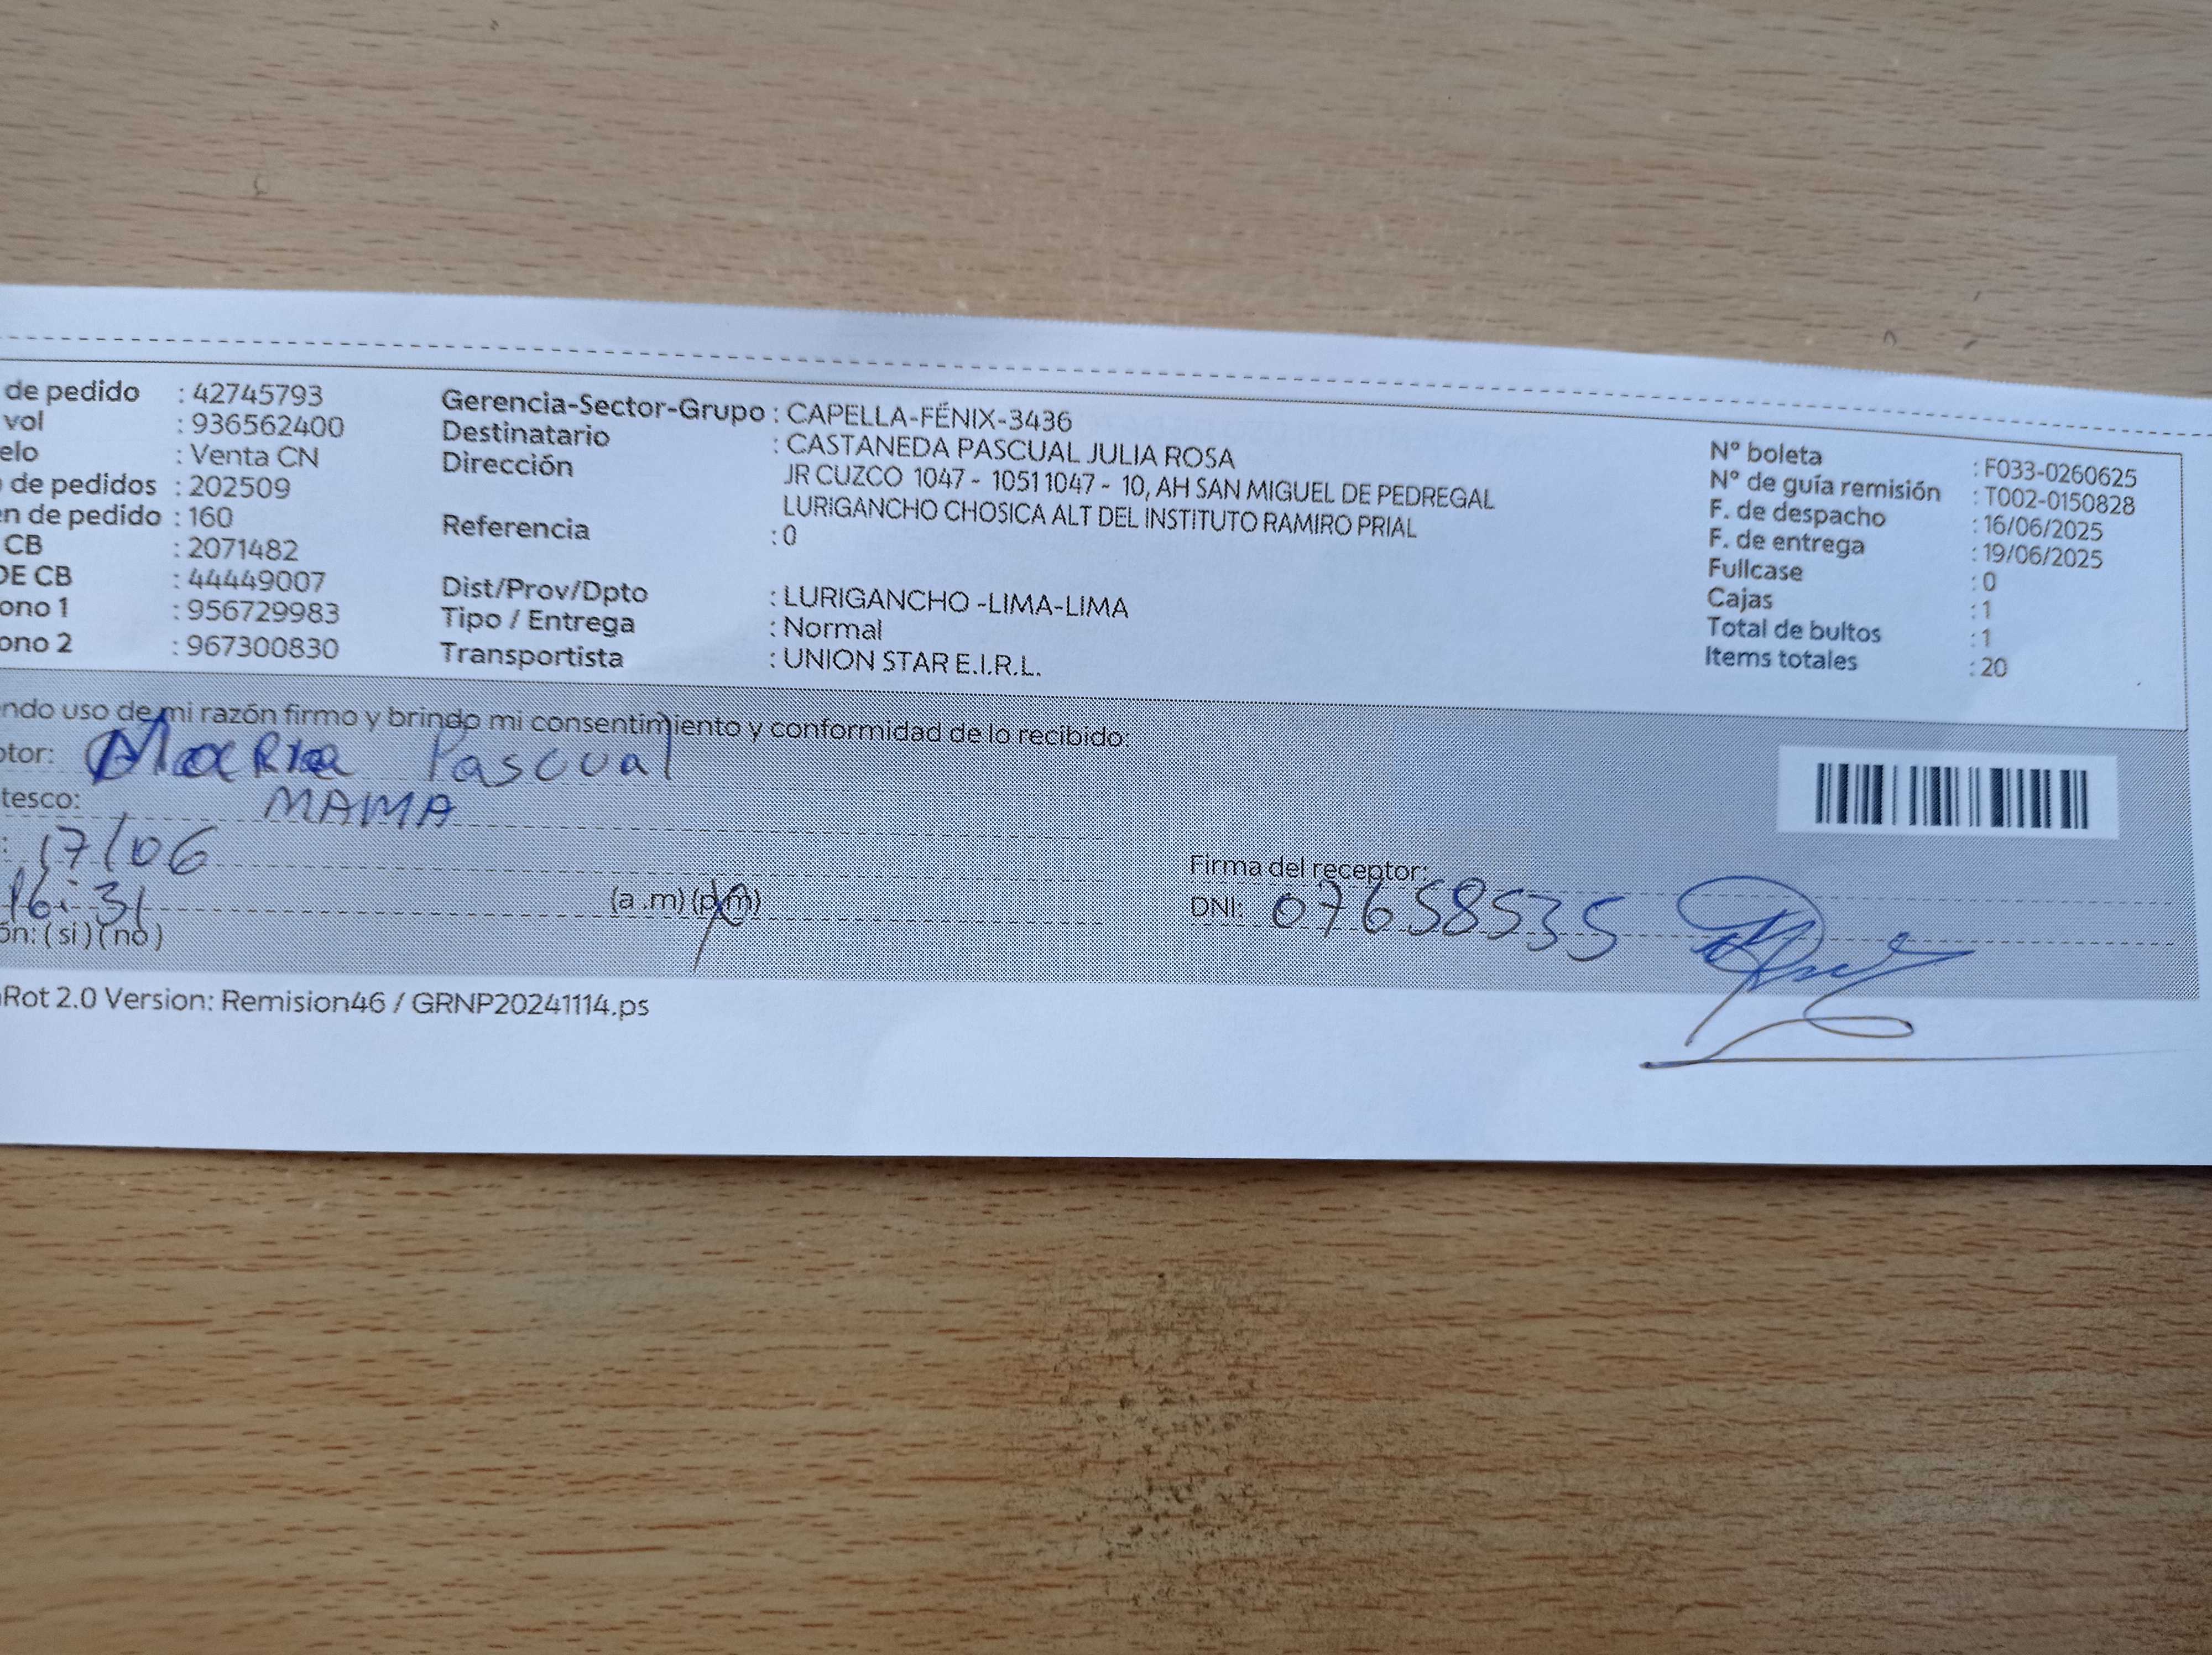 de pedido : 42745793
vol : 936562400
elo : Venta CN
de pedidos : 202509
en de pedido : 160
CB : 2071482
DE CB : 44449007
ono 1 : 956729983
ono 2 : 967300830
Gerencia-Sector-Grupo : CAPELLA-FÉNIX-3436
Destinatario : CASTANEDA PASCUAL JULIA ROSA
Dirección JR CUZCO 1047 - 10511047 - 10, AH SAN MIGUEL DE PEDREGAL
LURIGANCHO CHOSICA ALT DEL INSTITUTO RAMIRO PRIAL
Referencia : 0
Dist/Prov/Dpto : LURIGANCHO -LIMA-LIMA
Tipo / Entrega : Normal
Transportista : UNION STAR E.I.R.L.
N° boleta : F033-0260625
N° de guía remisión : T002-0150828
F. de despacho : 16/06/2025
F. de entrega : 19/06/2025
Fullcase : 0
Cajas : 1
Total de bultos : 1
Items totales : 20
ndo uso de mi razón firmo y brindo mi consentimiento y conformidad de lo recibido:
ptor: Maria Pascual
tesco: MAMA
: 17/06
16:31 (a.m) (p.m)
ón: (si) (no)
Firma del receptor:
DNI: 07658535
Rot 2.0 Version: Remision46 / GRNP20241114.ps